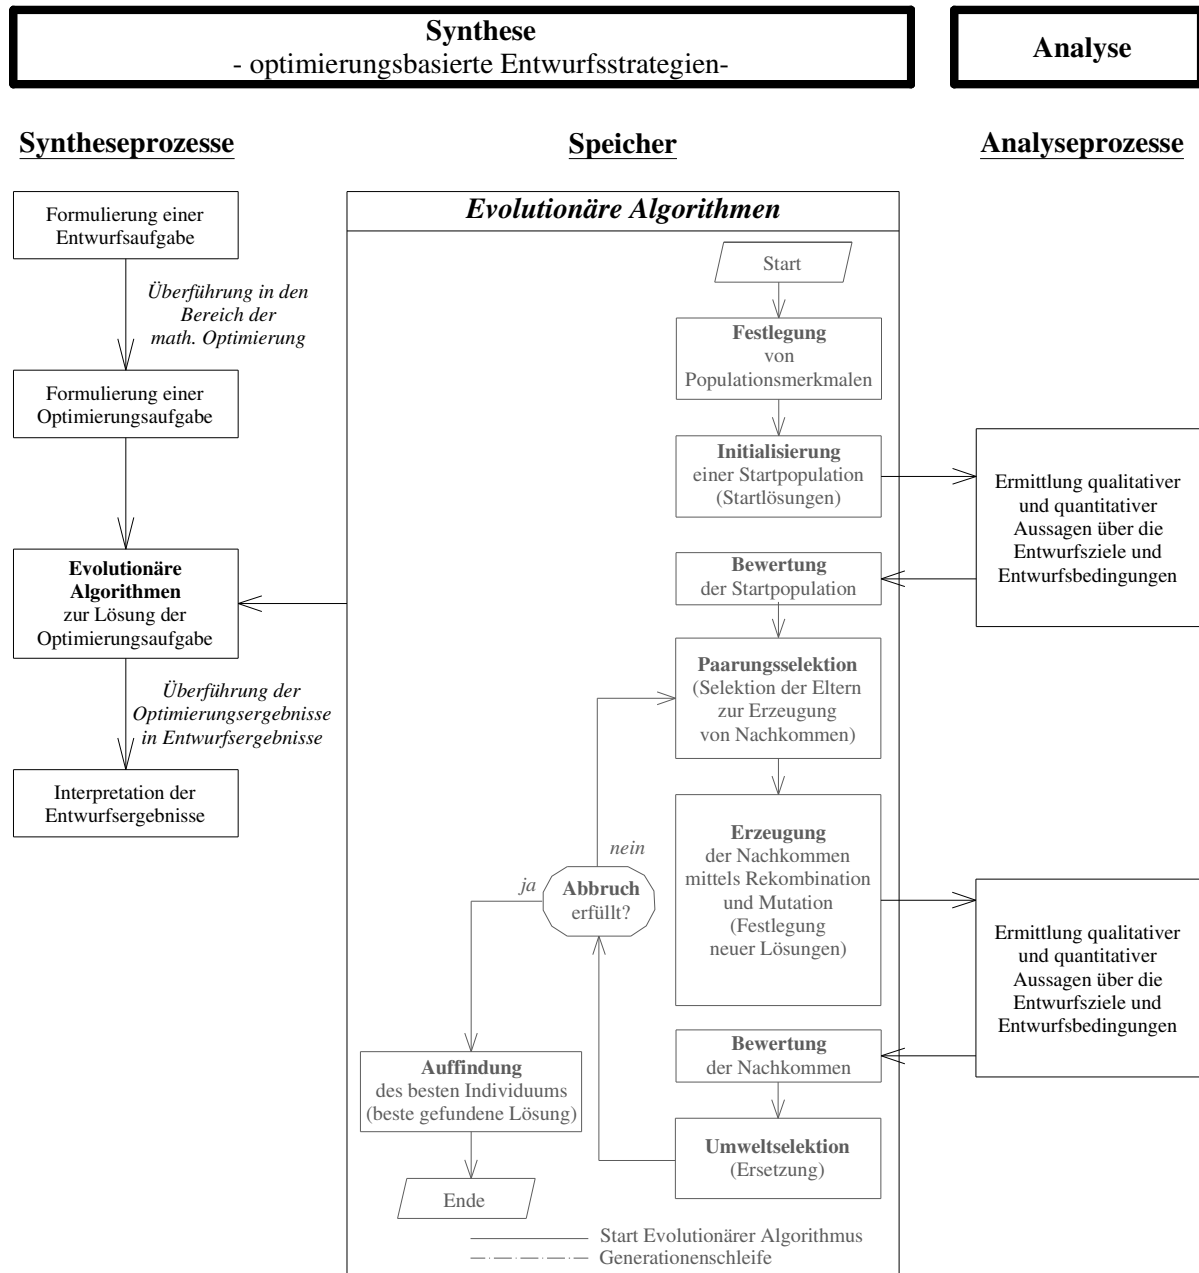 Synthese
- optimierungsbasierte Entwurfsstrategien-
Analyse
Syntheseprozesse
Speicher
Analyseprozesse
Formulierung einer
Entwurfsaufgabe
Überführung in den
Bereich der
math. Optimierung
Formulierung einer
Optimierungsaufgabe
Evolutionäre
Algorithmen
zur Lösung der
Optimierungsaufgabe
Überführung der
Optimierungsergebnisse
in Entwurfsergebnisse
Interpretation der
Entwurfsergebnisse
Evolutionäre Algorithmen
Start
Festlegung
von
Populationsmerkmalen
Initialisierung
einer Startpopulation
(Startlösungen)
Bewertung
der Startpopulation
Paarungsselektion
(Selektion der Eltern
zur Erzeugung
von Nachkommen)
Erzeugung
der Nachkommen
mittels Rekombination
und Mutation
(Festlegung
neuer Lösungen)
Bewertung
der Nachkommen
Umweltselektion
(Ersetzung)
nein
ja
Abbruch
erfüllt?
Auffindung
des besten Individuums
(beste gefundene Lösung)
Ende
Start Evolutionärer Algorithmus
Generationenschleife
Ermittlung qualitativer
und quantitativer
Aussagen über die
Entwurfsziele und
Entwurfsbedingungen
Ermittlung qualitativer
und quantitativer
Aussagen über die
Entwurfsziele und
Entwurfsbedingungen